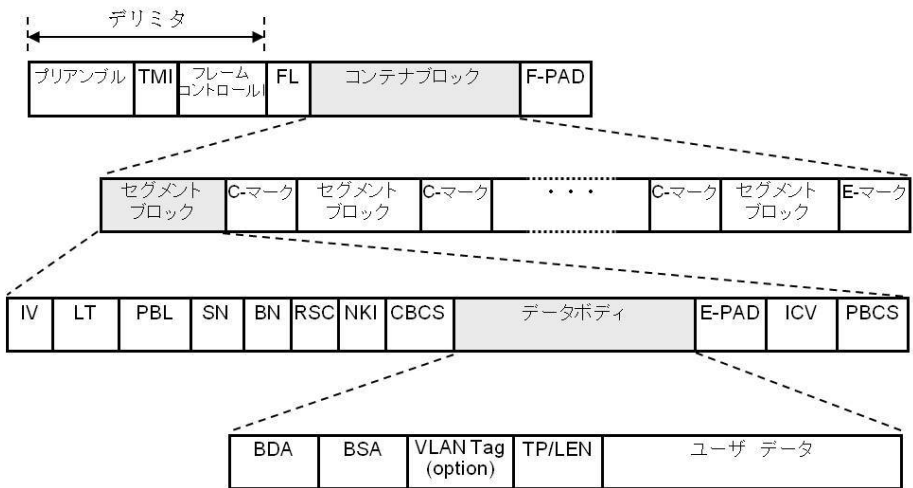 デリミタ
プリアンブル TMI フレーム コントロールI FL コンテナブロック F-PAD
セグメント ブロック C-マーク セグメント ブロック C-マーク ・・・ C-マーク セグメント ブロック E-マーク
IV LT PBL SN BN RSC NKI CBCS データボディ E-PAD ICV PBCS
BDA BSA VLAN Tag (option) TP/LEN ユーザ データ